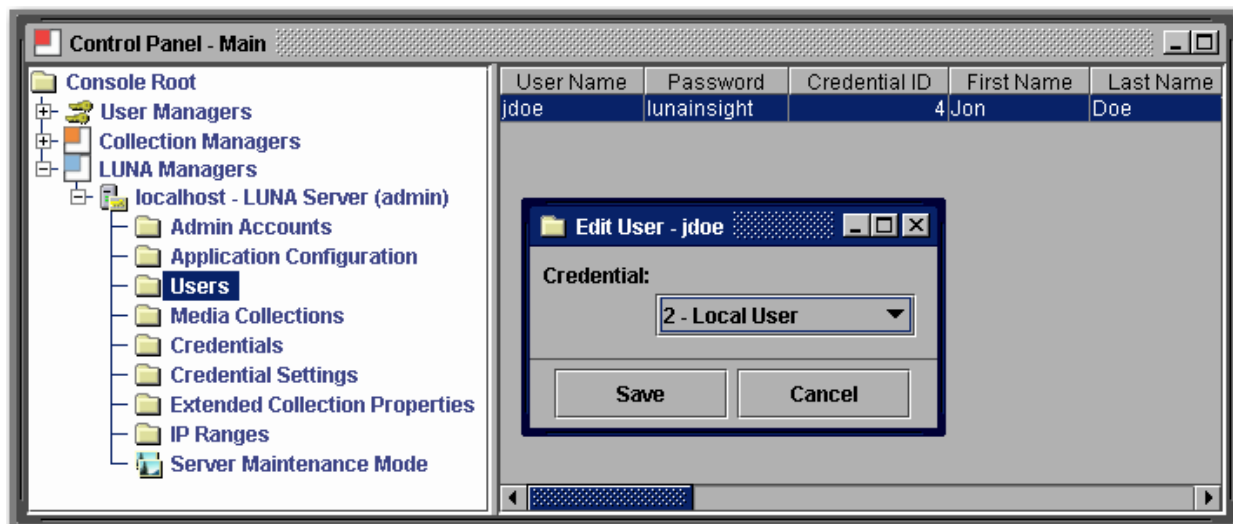 Control Panel - Main
Console Root
User Managers
Collection Managers
LUNA Managers
localhost - LUNA Server (admin)
Admin Accounts
Application Configuration
Users
Media Collections
Credentials
Credential Settings
Extended Collection Properties
IP Ranges
Server Maintenance Mode
User Name Password Credential ID First Name Last Name
jdoe lunainsight 4 Jon Doe
Edit User - jdoe
Credential:
2 - Local User
Save Cancel